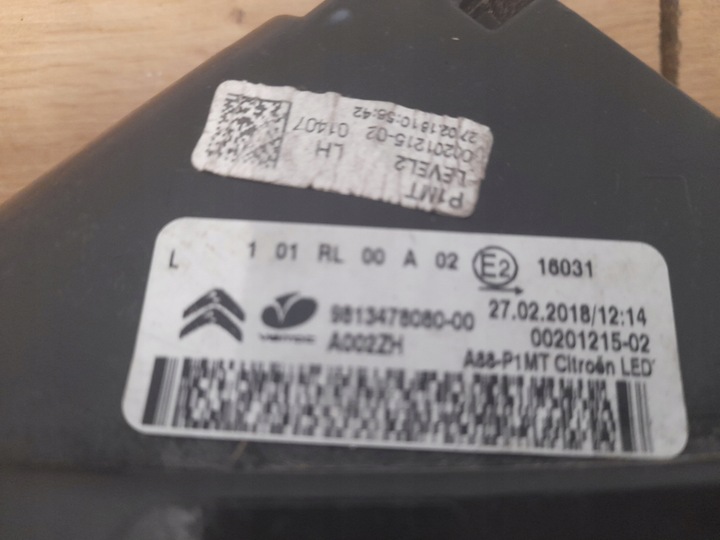 P1MT
LEVEL2
LH
00201215-02
01407
27.02.18 10:56:42
L 1 01 RL 00 A 02 E2 16031
9813478080-00 27.02.2018/12:14
A002ZH 00201215-02
A88-P1MT Citroën LED